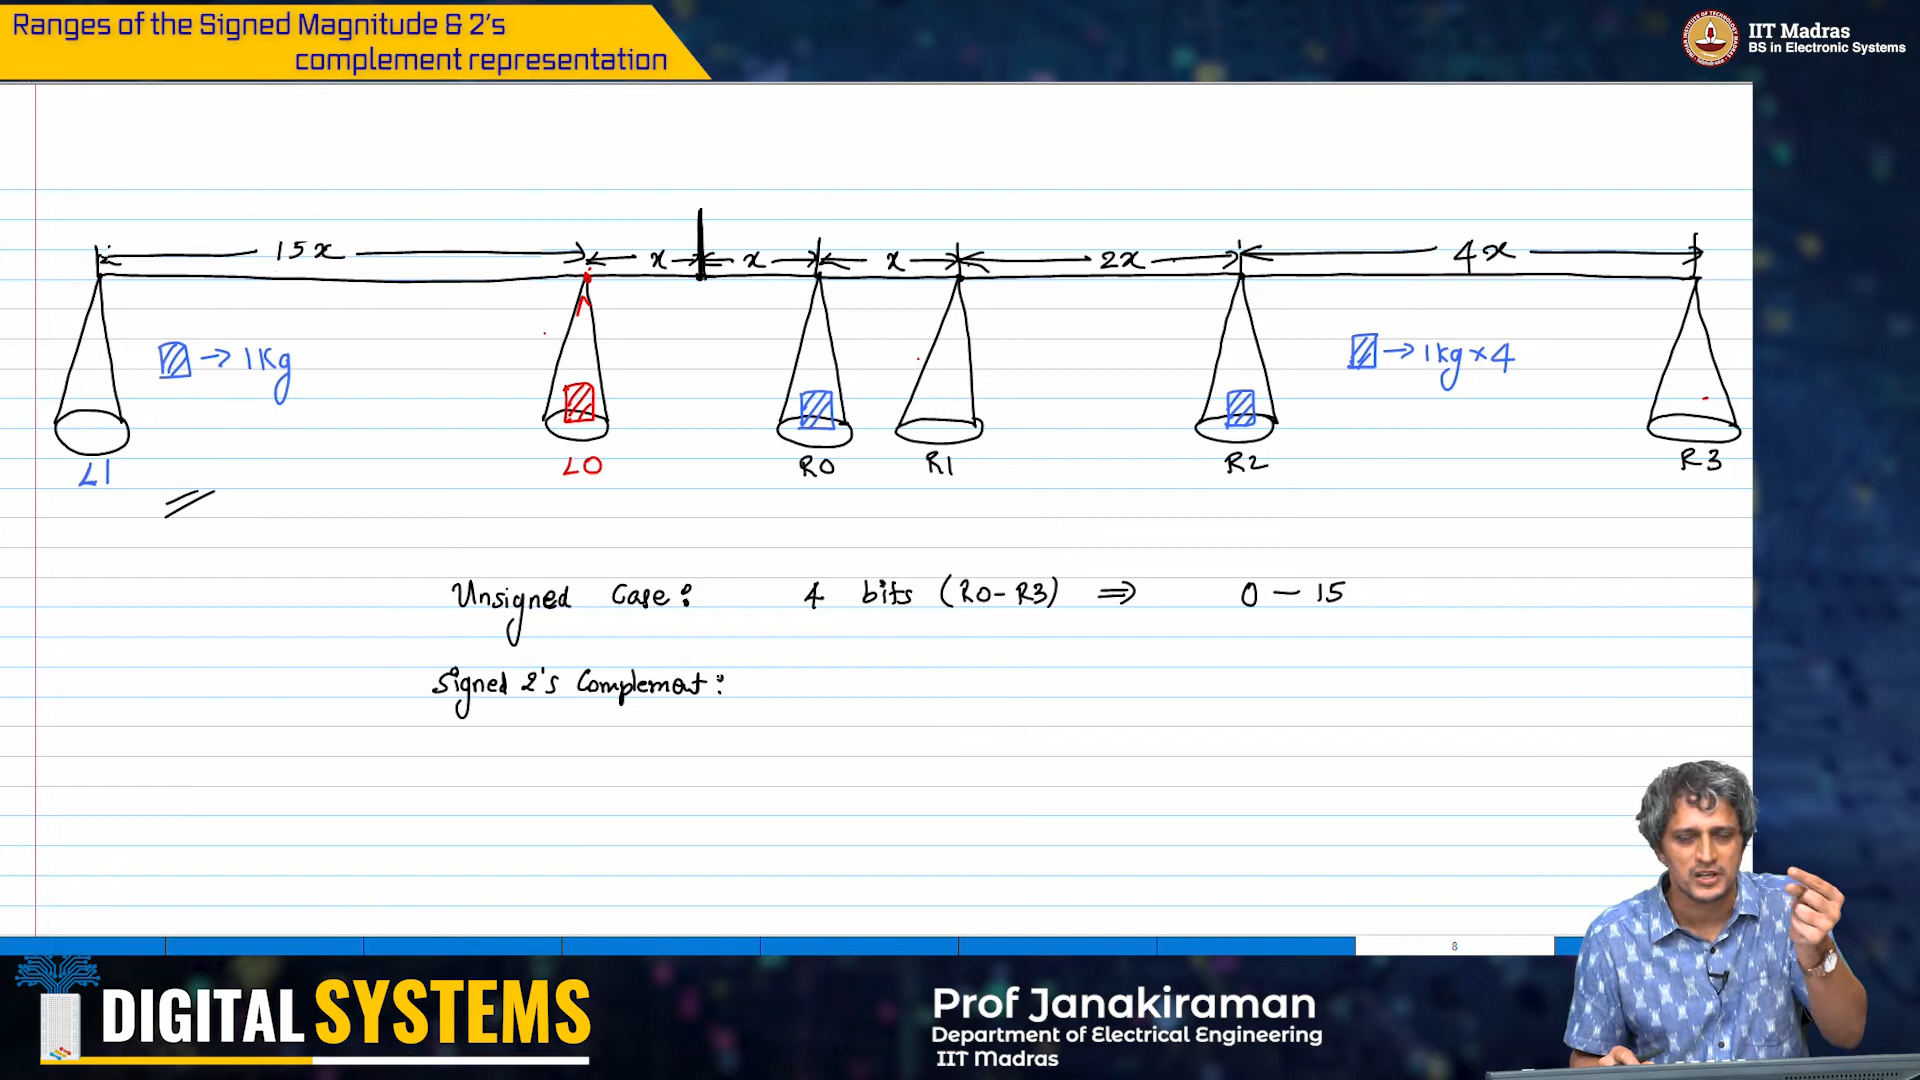 Ranges of the Signed Magnitude & 2's
complement representation
IIT Madras
BS in Electronic Systems
15x x x x 2x 4x
→ 1Kg
→ 1kg × 4
L1 L0 R0 R1 R2 R3
Unsigned Case: 4 bits (R0-R3) ⇒ 0 – 15
Signed 2's Complement:
8
DIGITAL SYSTEMS
Prof Janakiraman
Department of Electrical Engineering
IIT Madras